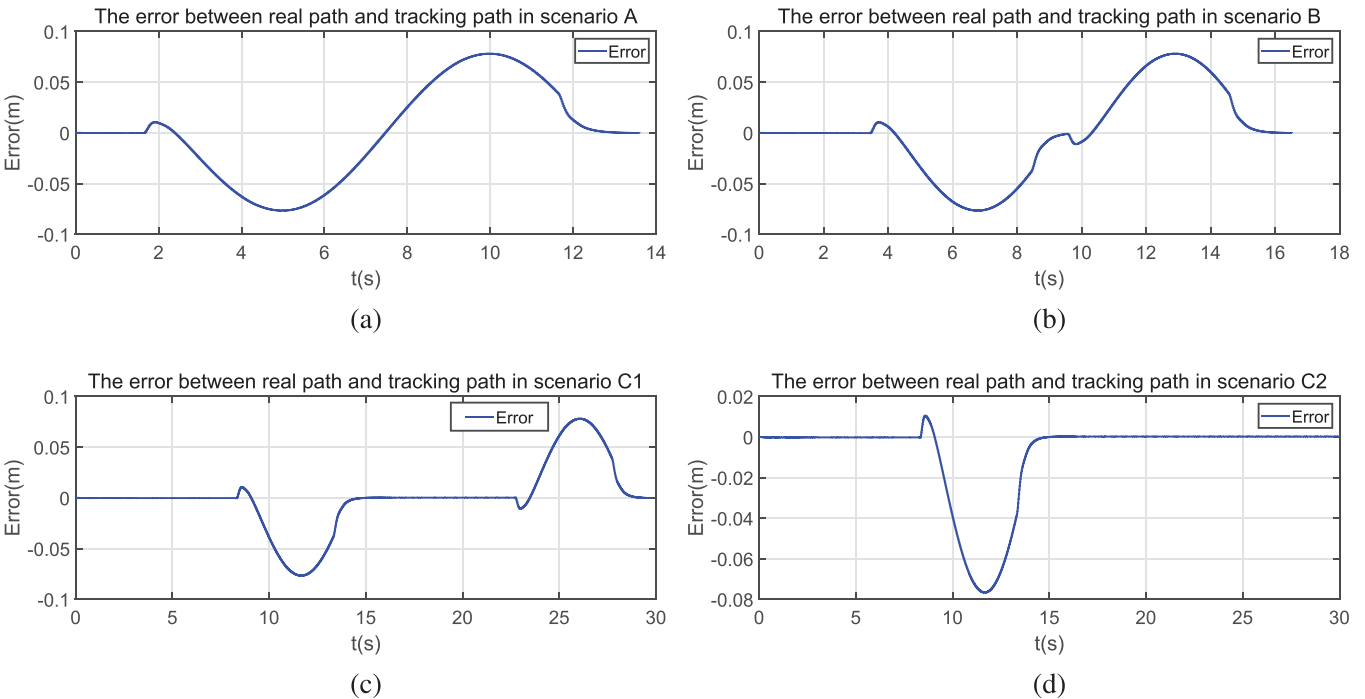 The error between real path and tracking path in scenario A
0.1
0.05
0
-0.05
-0.1
Error(m)
Error
0 2 4 6 8 10 12 14
t(s)
(a)
The error between real path and tracking path in scenario B
0.1
0.05
0
-0.05
-0.1
Error(m)
Error
0 2 4 6 8 10 12 14 16 18
t(s)
(b)
The error between real path and tracking path in scenario C1
0.1
0.05
0
-0.05
-0.1
Error(m)
Error
0 5 10 15 20 25 30
t(s)
(c)
The error between real path and tracking path in scenario C2
0.02
0
-0.02
-0.04
-0.06
-0.08
Error(m)
Error
0 5 10 15 20 25 30
t(s)
(d)